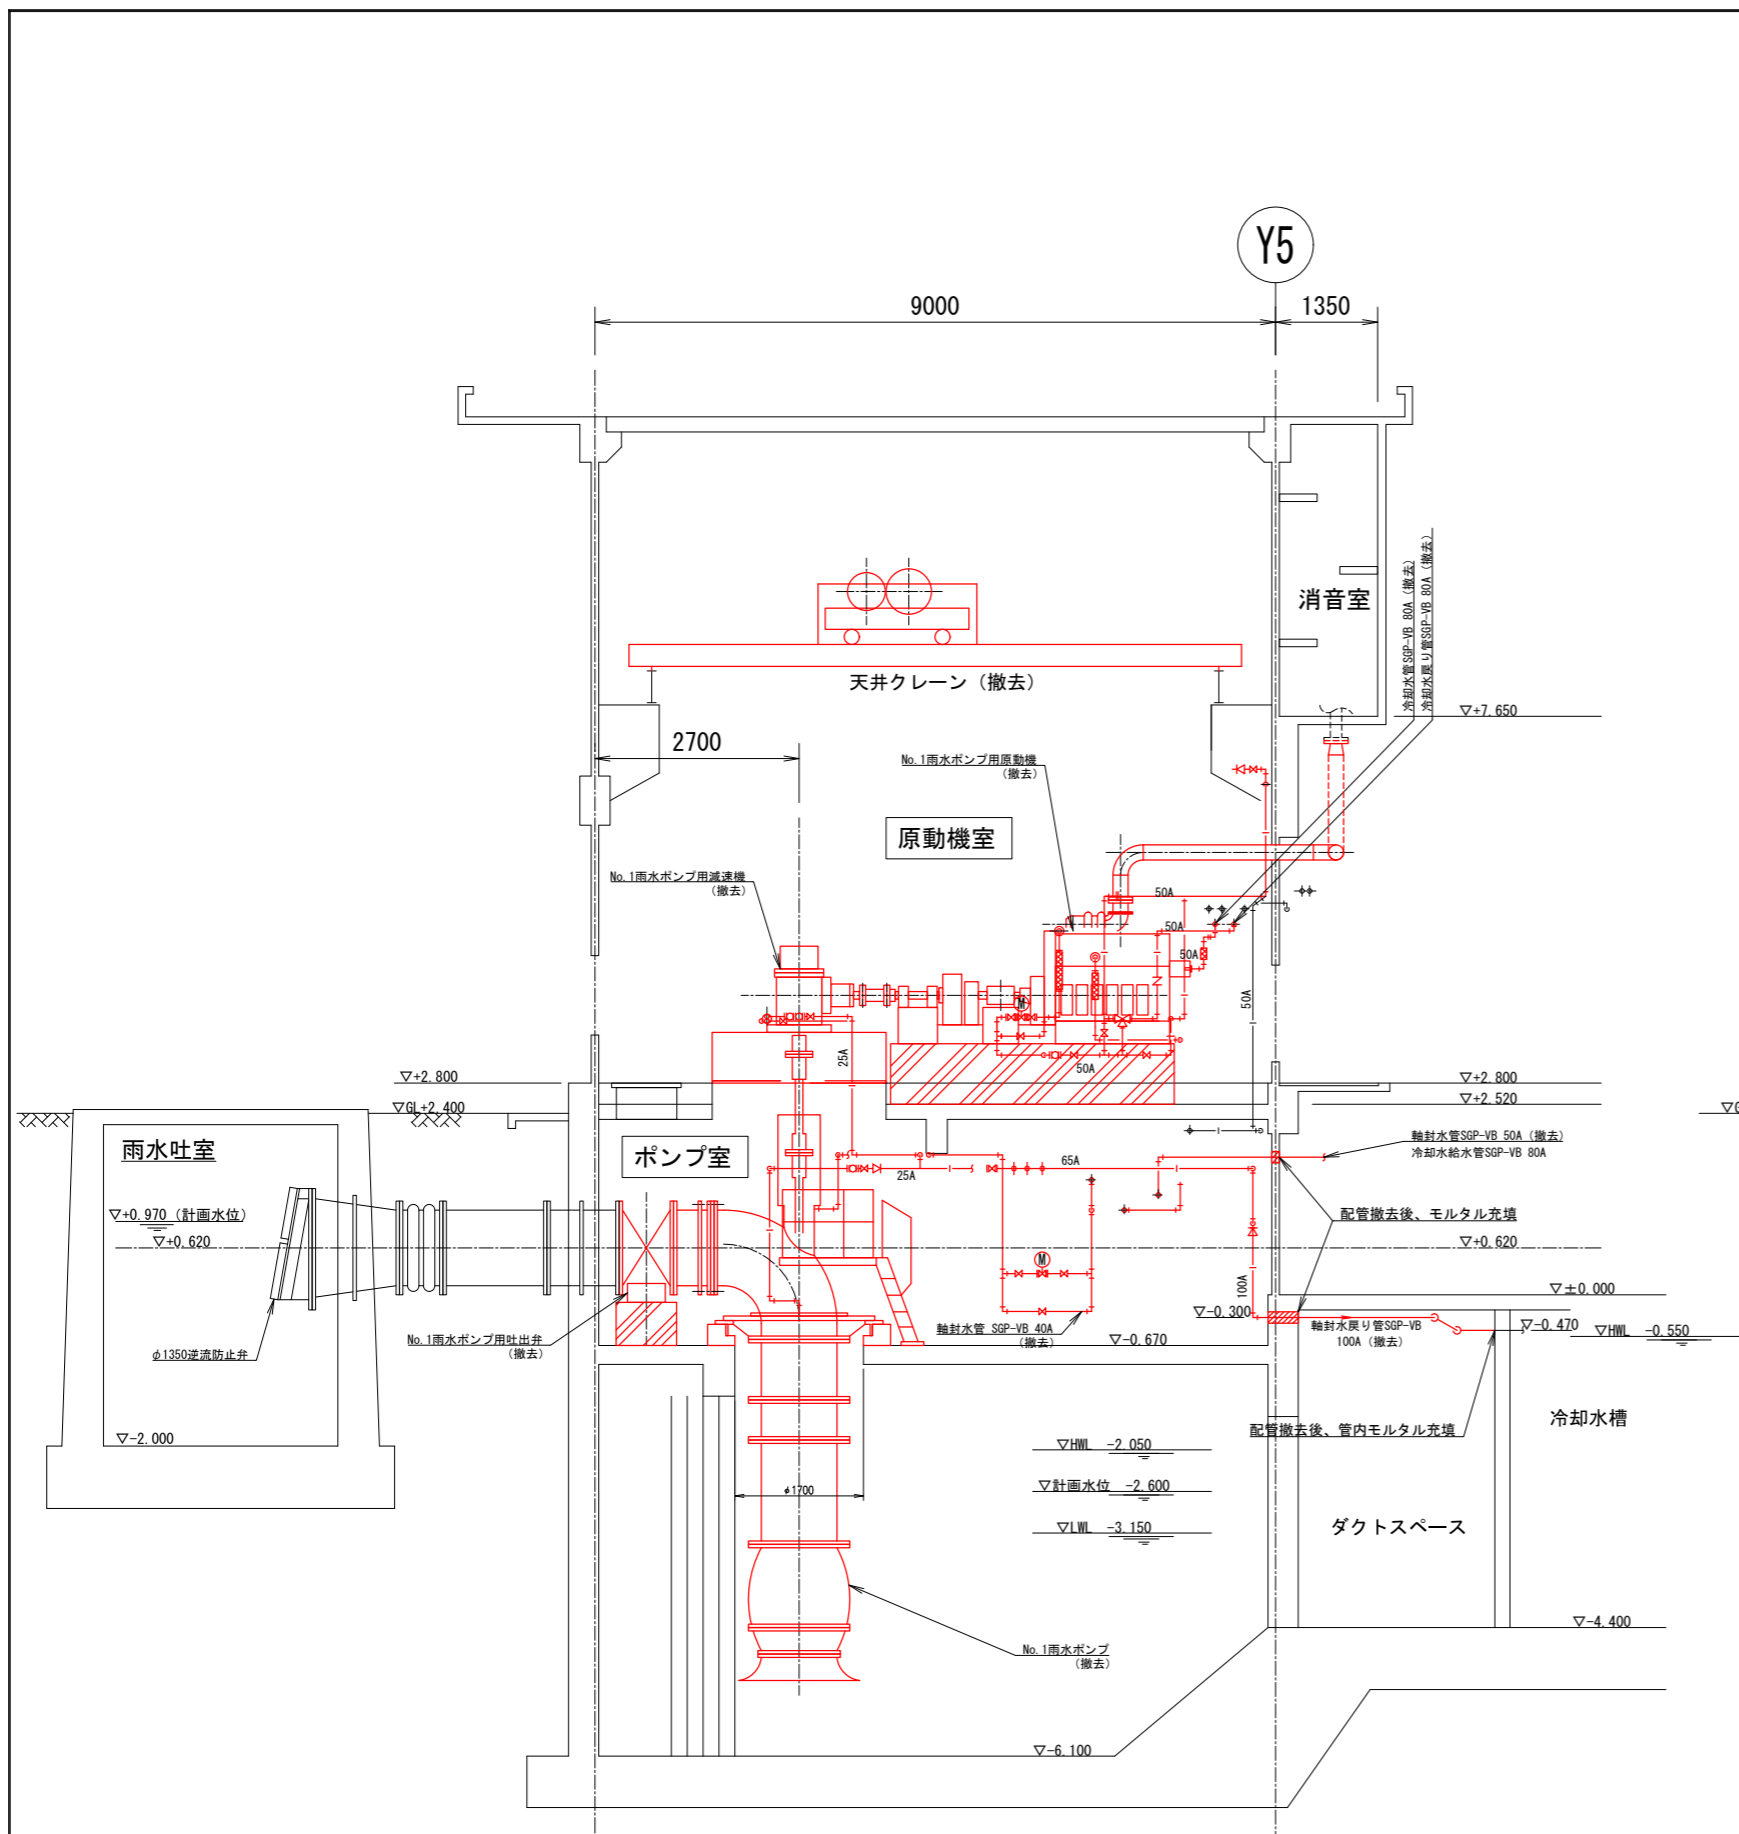 Y5
9000
1350
消音室
冷却水管SGP-VB 80A (撤去)
冷却水戻り管SGP-VB 80A (撤去)
天井クレーン（撤去）
▽+7.650
2700
No.1雨水ポンプ用原動機
(撤去)
原動機室
No.1雨水ポンプ用減速機
(撤去)
50A
50A
50A
50A
M
25A
50A
▽+2.800
▽+2.800
▽GL+2.400
▽+2.520
雨水吐室
ポンプ室
軸封水管SGP-VB 50A (撤去)
冷却水給水管SGP-VB 80A
65A
25A
▽+0.970 (計画水位)
配管撤去後、モルタル充填
▽+0.620
▽+0.620
M
100A
▽±0.000
▽-0.300
軸封水管 SGP-VB 40A
(撤去)
軸封水戻り管SGP-VB
100A (撤去)
▽-0.470
▽HWL -0.550
No.1雨水ポンプ用吐出弁
(撤去)
▽-0.670
φ1350逆流防止弁
冷却水槽
配管撤去後、管内モルタル充填
▽-2.000
▽HWL -2.050
▽計画水位 -2.600
φ1700
▽LWL -3.150
ダクトスペース
▽-4.400
No.1雨水ポンプ
(撤去)
▽-6.100